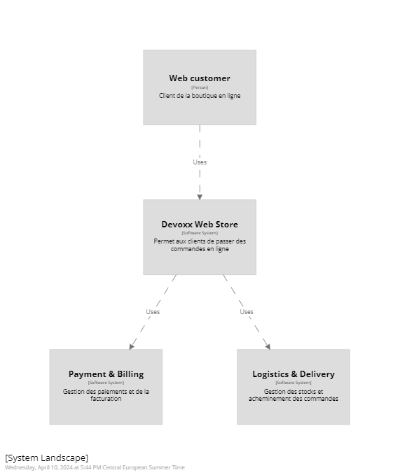 Web customer
[Person]
Client de la boutique en ligne
Uses
Devoxx Web Store
[Software System]
Permet aux clients de passer des
commandes en ligne
Uses
Uses
Payment & Billing
[Software System]
Gestion des paiements et de la
facturation
Logistics & Delivery
[Software System]
Gestion des stocks et
acheminement des commandes
[System Landscape]
Wednesday, April 10, 2024 at 5:44 PM Central European Summer Time